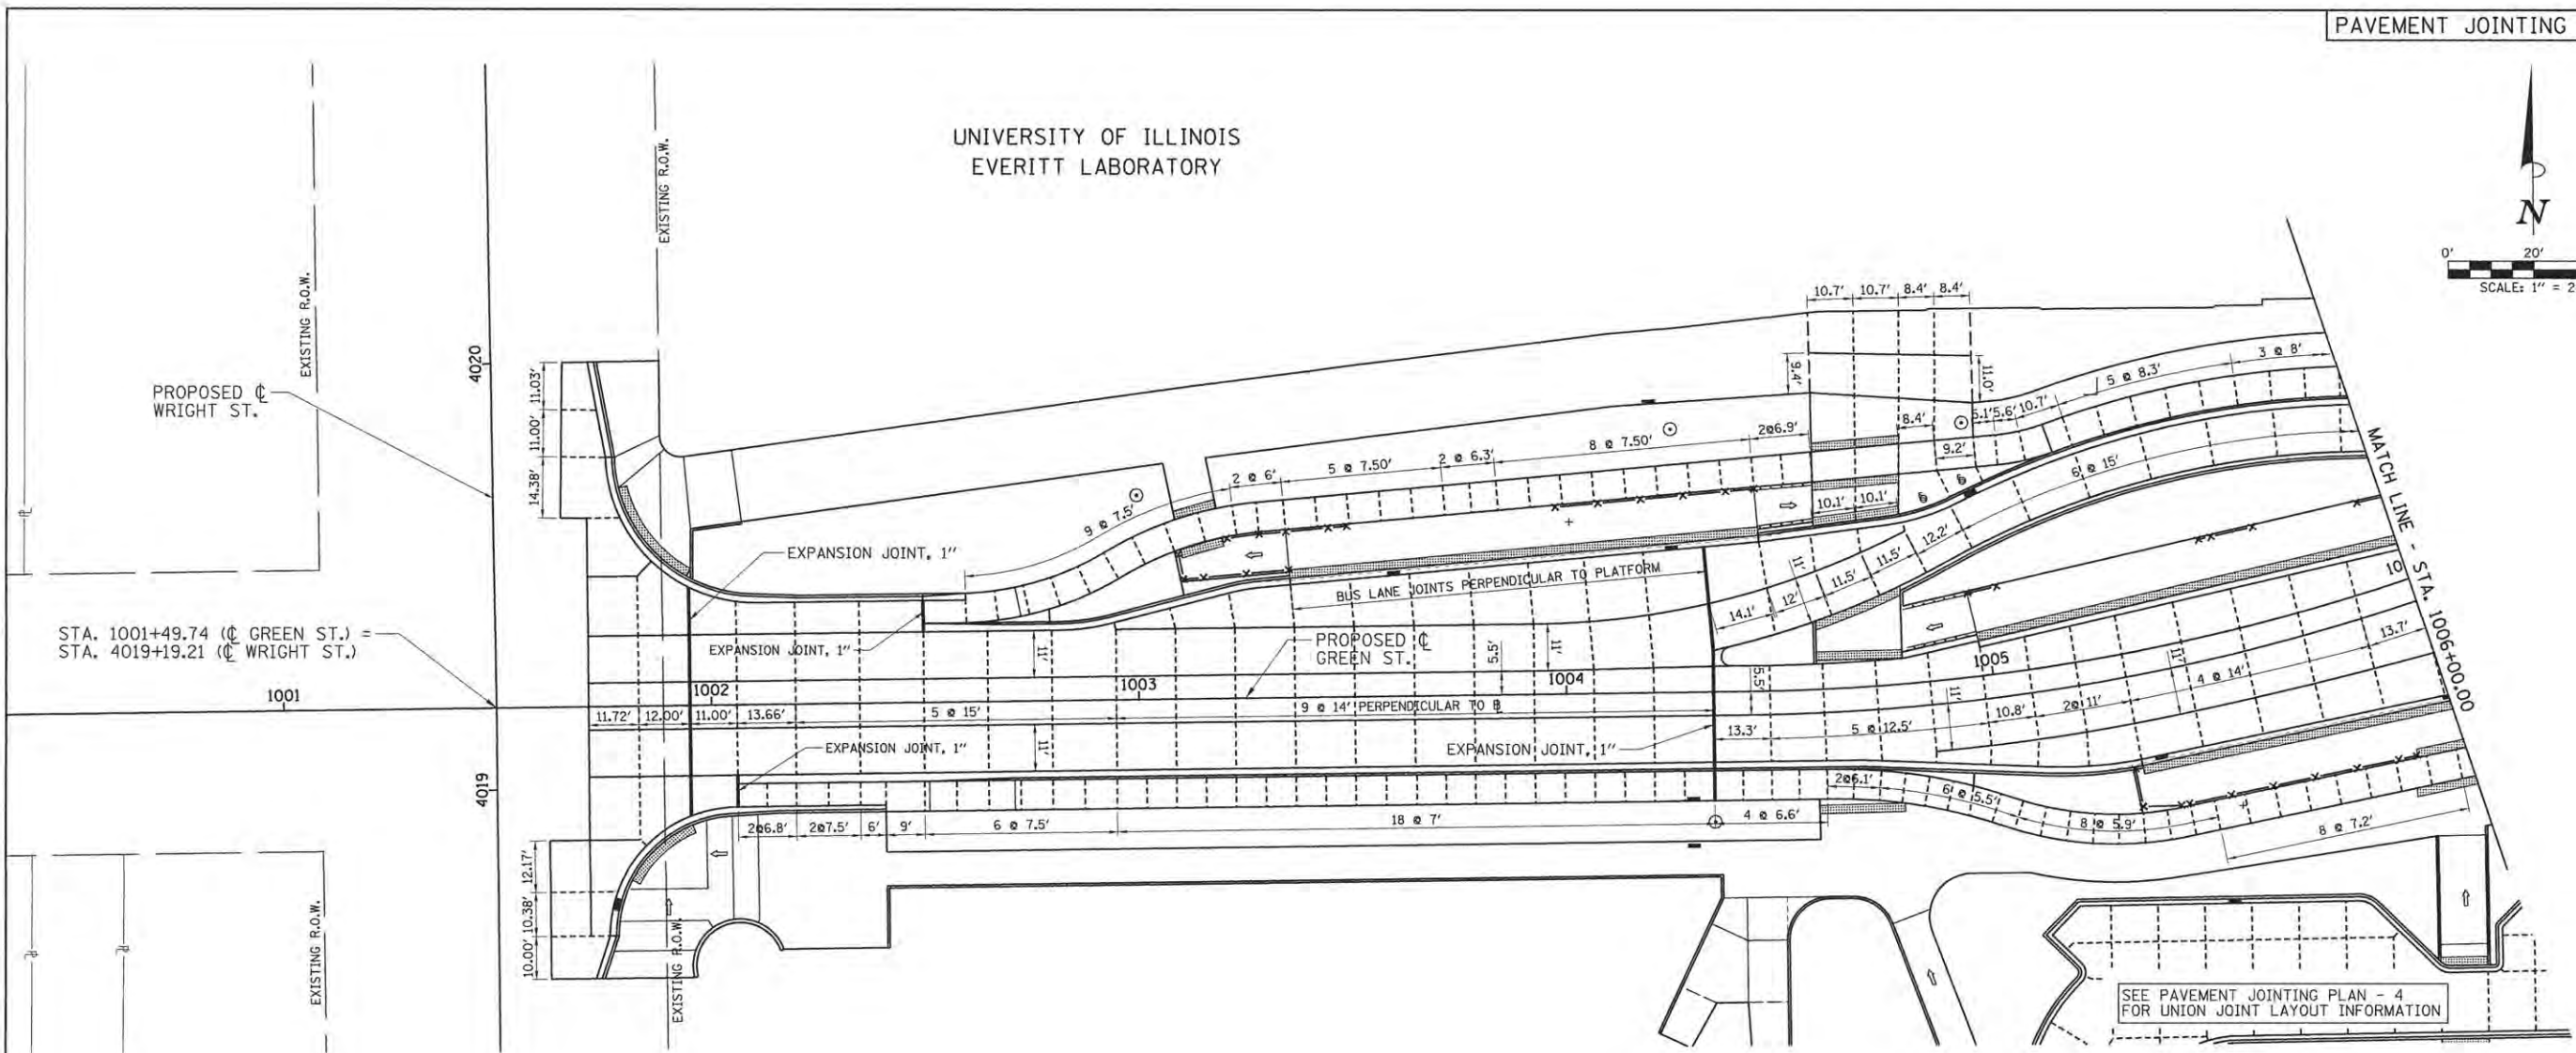 PAVEMENT JOINTING
UNIVERSITY OF ILLINOIS
EVERITT LABORATORY
N
0' 20'
SCALE: 1" = 2
EXISTING R.O.W.
EXISTING R.O.W.
4020
PROPOSED ℄
WRIGHT ST.
11.03'
11.00'
14.38'
10.7' 10.7' 8.4' 8.4'
9.4'
11.0'
3 @ 8'
5 @ 8.3'
5.1' 5.6' 10.7'
8.4'
9.2'
2@6.9'
8 @ 7.50'
2 @ 6.3'
5 @ 7.50'
2 @ 6'
9 @ 7.5'
6 @ 15'
10.1' 10.1'
MATCH LINE - STA. 1006+00.00
EXPANSION JOINT, 1"
BUS LANE JOINTS PERPENDICULAR TO PLATFORM
11'
12.2'
11.5'
11.5'
12'
14.1'
STA. 1001+49.74 (℄ GREEN ST.) =
STA. 4019+19.21 (℄ WRIGHT ST.)
EXPANSION JOINT, 1"
11'
PROPOSED ℄
GREEN ST.
5.5'
11'
5.5'
10
13.7'
1001
1002
1003
1004
1005
11.72' 12.00' 11.00' 13.66'
5 @ 15'
9 @ 14' PERPENDICULAR TO B
13.3'
5 @ 12.5'
11'
10.8'
2@ 11'
11'
4 @ 14'
EXPANSION JOINT, 1"
11'
EXPANSION JOINT, 1"
4019
2@6.8' 2@7.5' 6' 9'
6 @ 7.5'
18 @ 7'
4 @ 6.6'
2@6.1'
6 @ 5.5'
8 @ 5.9'
8 @ 7.2'
12.17'
10.38'
10.00'
EXISTING R.O.W.
EXISTING R.O.W.
SEE PAVEMENT JOINTING PLAN - 4
FOR UNION JOINT LAYOUT INFORMATION